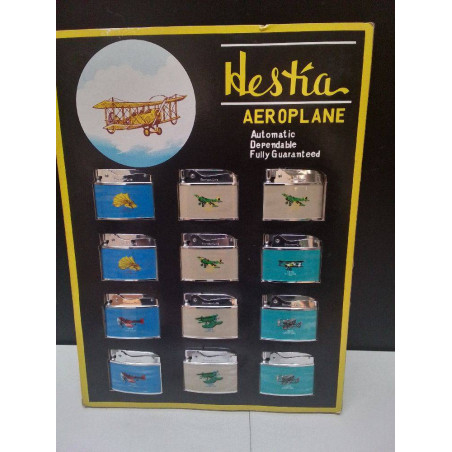 Hestia
AEROPLANE
Automatic
Dependable
Fully Guaranteed